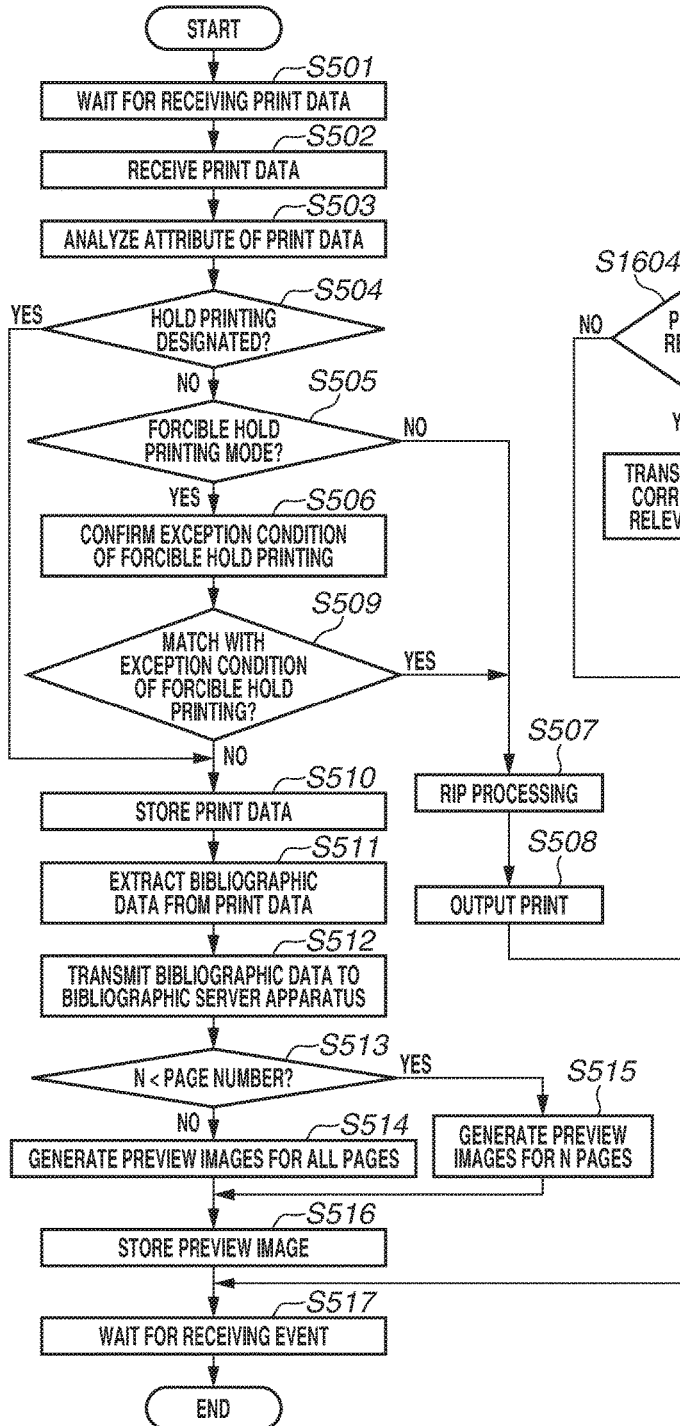 START
S501
WAIT FOR RECEIVING PRINT DATA
S502
RECEIVE PRINT DATA
S503
ANALYZE ATTRIBUTE OF PRINT DATA
S504
YES
HOLD PRINTING
DESIGNATED?
NO
S505
FORCIBLE HOLD
PRINTING MODE?
NO
YES
S506
CONFIRM EXCEPTION CONDITION
OF FORCIBLE HOLD PRINTING
S509
MATCH WITH
EXCEPTION CONDITION
OF FORCIBLE HOLD
PRINTING?
YES
NO
S507
RIP PROCESSING
S508
OUTPUT PRINT
S510
STORE PRINT DATA
S511
EXTRACT BIBLIOGRAPHIC
DATA FROM PRINT DATA
S512
TRANSMIT BIBLIOGRAPHIC DATA TO
BIBLIOGRAPHIC SERVER APPARATUS
S513
N < PAGE NUMBER?
YES
NO
S514
GENERATE PREVIEW IMAGES FOR ALL PAGES
S515
GENERATE PREVIEW
IMAGES FOR N PAGES
S516
STORE PREVIEW IMAGE
S517
WAIT FOR RECEIVING EVENT
END
S1604
NO
P
RE
Y
TRANS
CORR
RELEV